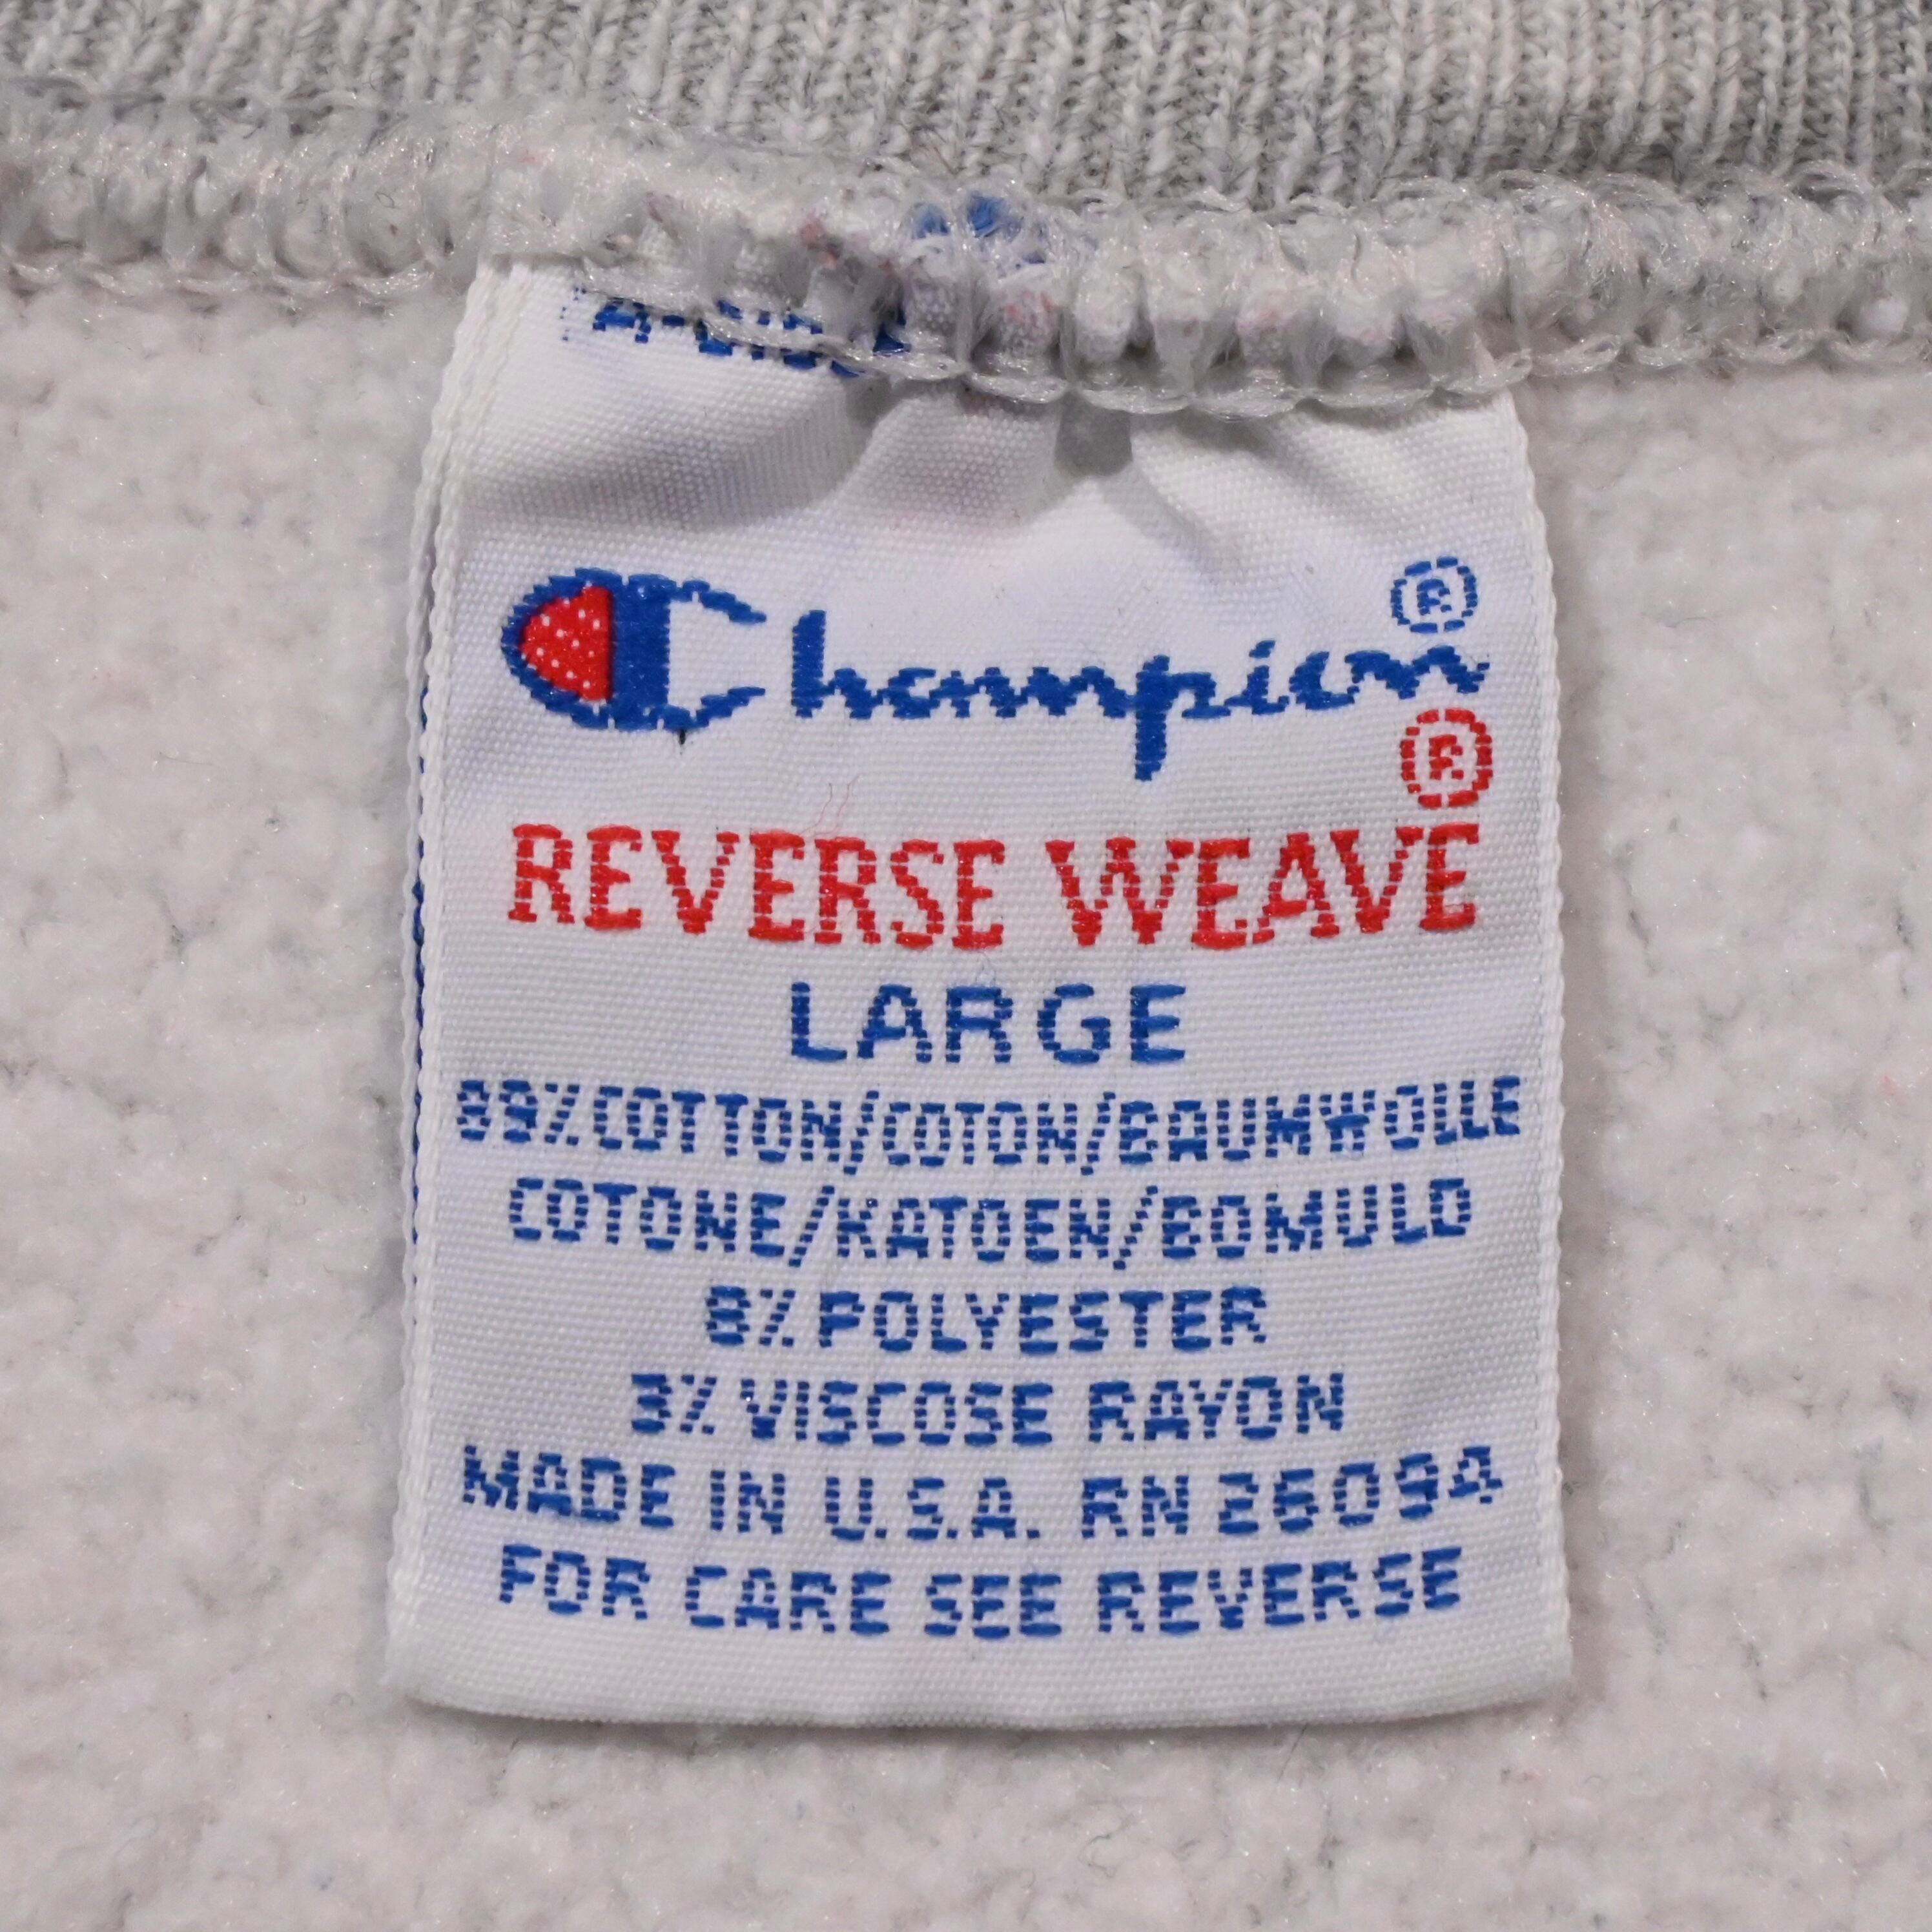 Champion®
®
REVERSE WEAVE
LARGE
89%COTTON/COTON/BAUMWOLLE
COTONE/KATOEN/BOMULD
8% POLYESTER
3% VISCOSE RAYON
MADE IN U.S.A. RN 26094
FOR CARE SEE REVERSE